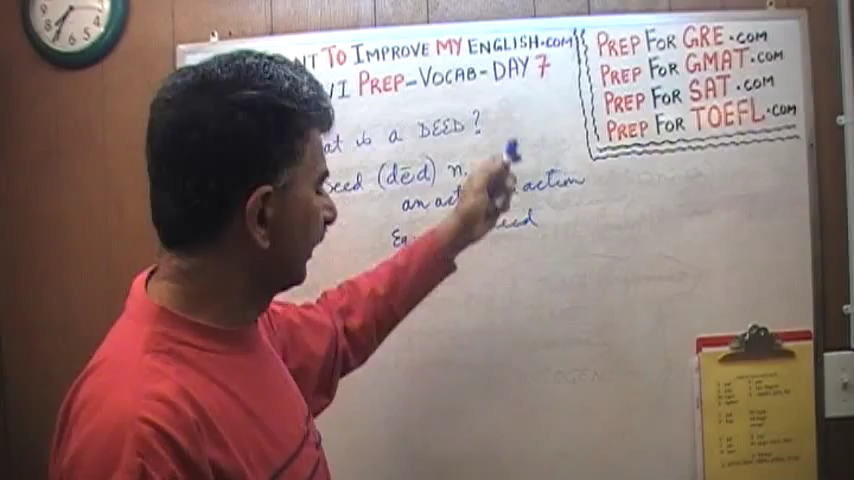 NT TO IMPROVE MY ENGLISH.COM
PREP-VOCAB-DAY 7
at is a DEED?
eed (dēd) n.
an act action
Eg. eed
PREP FOR GRE.COM
PREP FOR GMAT.COM
PREP FOR SAT.COM
PREP FOR TOEFL.COM